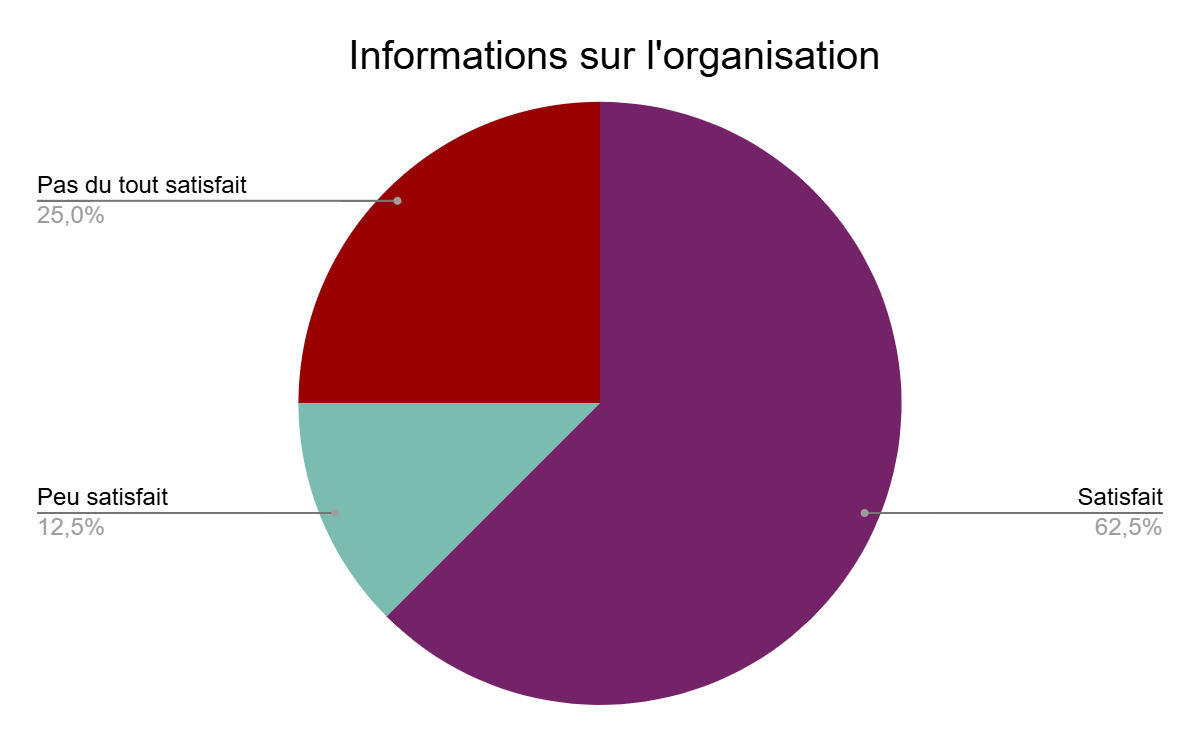 Informations sur l'organisation
Pas du tout satisfait
25,0%
Peu satisfait
12,5%
Satisfait
62,5%